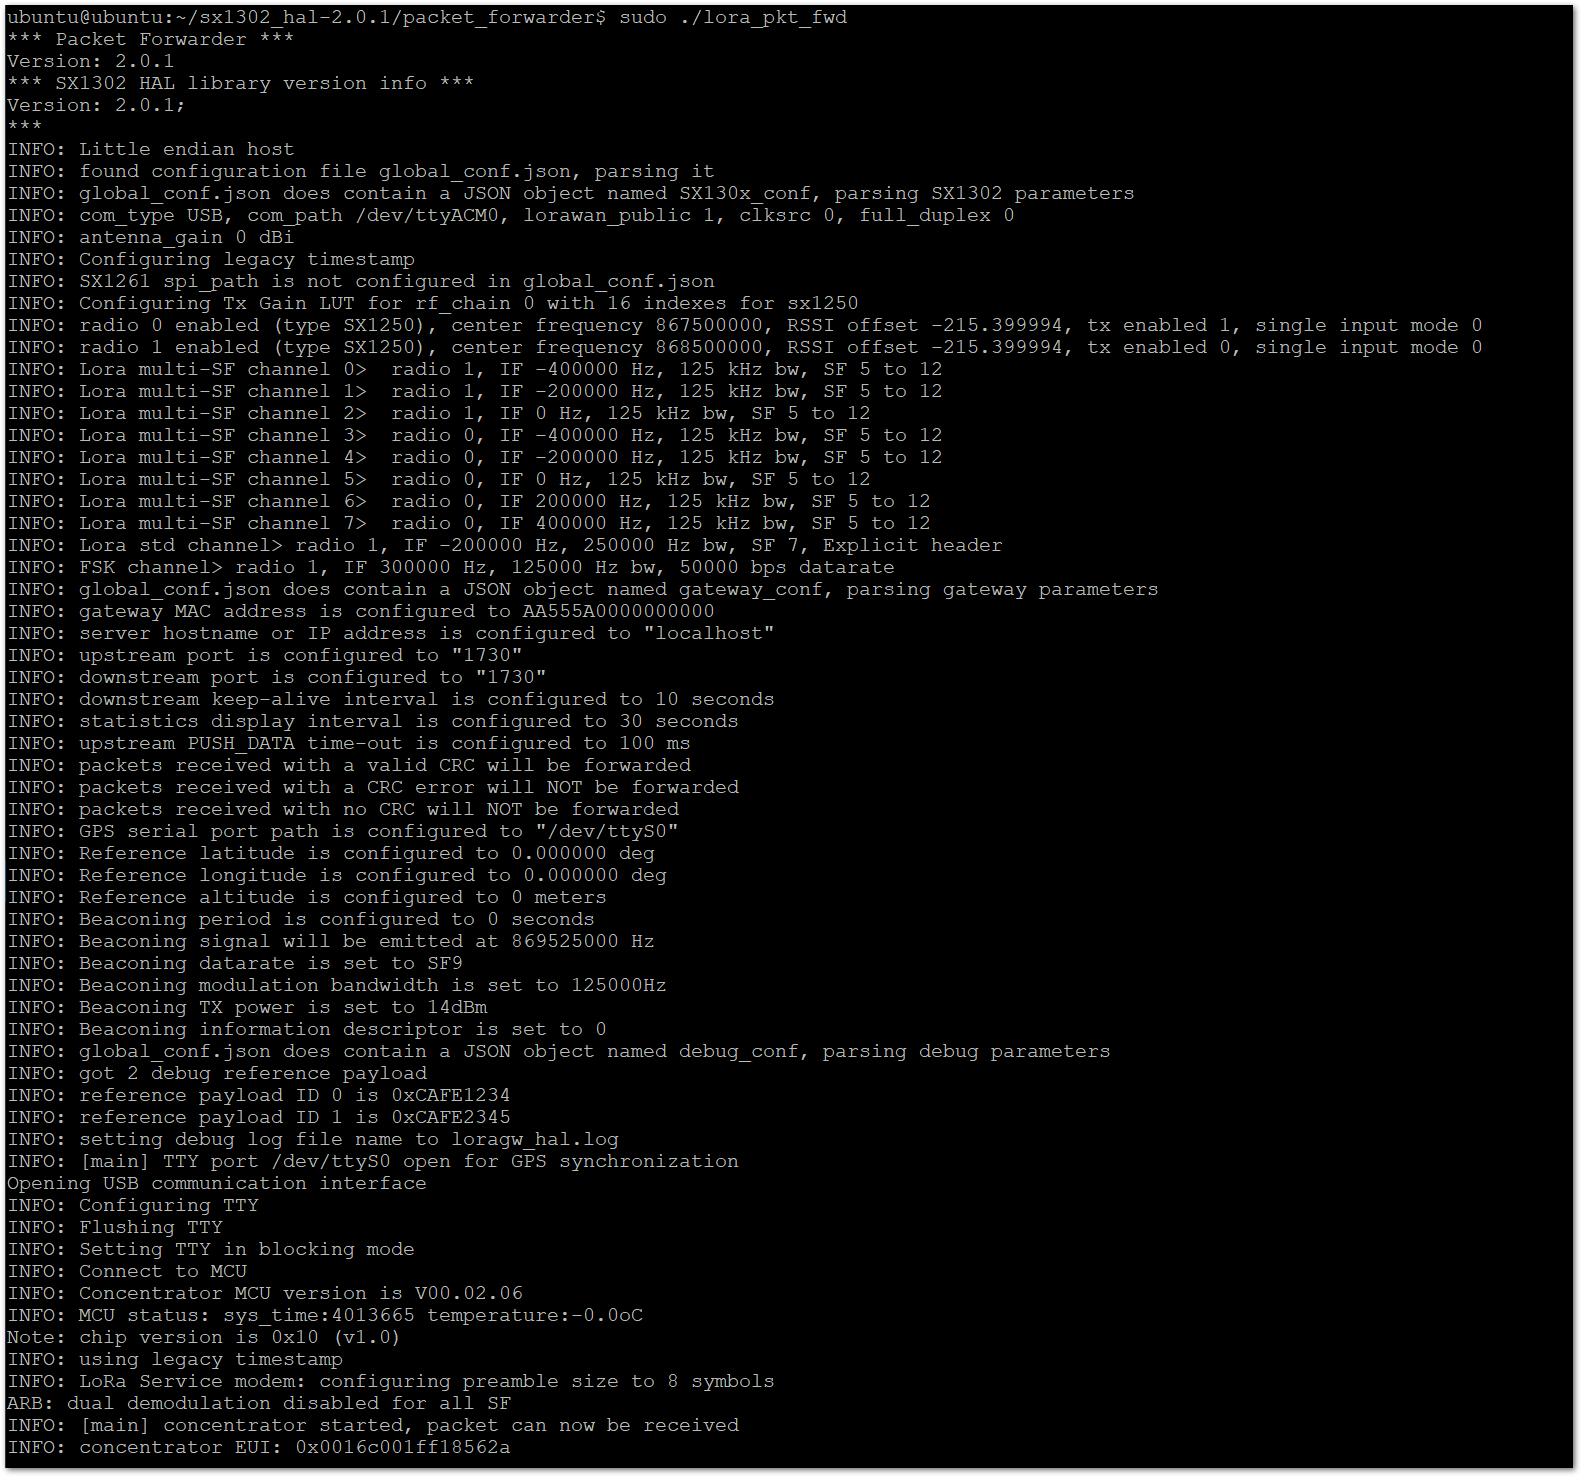 ubuntu@ubuntu:~/sx1302_hal-2.0.1/packet_forwarder$ sudo ./lora_pkt_fwd
*** Packet Forwarder ***
Version: 2.0.1
*** SX1302 HAL library version info ***
Version: 2.0.1;
***
INFO: Little endian host
INFO: found configuration file global_conf.json, parsing it
INFO: global_conf.json does contain a JSON object named SX130x_conf, parsing SX1302 parameters
INFO: com_type USB, com_path /dev/ttyACM0, lorawan_public 1, clksrc 0, full_duplex 0
INFO: antenna_gain 0 dBi
INFO: Configuring legacy timestamp
INFO: SX1261 spi_path is not configured in global_conf.json
INFO: Configuring Tx Gain LUT for rf_chain 0 with 16 indexes for sx1250
INFO: radio 0 enabled (type SX1250), center frequency 867500000, RSSI offset -215.399994, tx enabled 1, single input mode 0
INFO: radio 1 enabled (type SX1250), center frequency 868500000, RSSI offset -215.399994, tx enabled 0, single input mode 0
INFO: Lora multi-SF channel 0>  radio 1, IF -400000 Hz, 125 kHz bw, SF 5 to 12
INFO: Lora multi-SF channel 1>  radio 1, IF -200000 Hz, 125 kHz bw, SF 5 to 12
INFO: Lora multi-SF channel 2>  radio 1, IF 0 Hz, 125 kHz bw, SF 5 to 12
INFO: Lora multi-SF channel 3>  radio 0, IF -400000 Hz, 125 kHz bw, SF 5 to 12
INFO: Lora multi-SF channel 4>  radio 0, IF -200000 Hz, 125 kHz bw, SF 5 to 12
INFO: Lora multi-SF channel 5>  radio 0, IF 0 Hz, 125 kHz bw, SF 5 to 12
INFO: Lora multi-SF channel 6>  radio 0, IF 200000 Hz, 125 kHz bw, SF 5 to 12
INFO: Lora multi-SF channel 7>  radio 0, IF 400000 Hz, 125 kHz bw, SF 5 to 12
INFO: Lora std channel> radio 1, IF -200000 Hz, 250000 Hz bw, SF 7, Explicit header
INFO: FSK channel> radio 1, IF 300000 Hz, 125000 Hz bw, 50000 bps datarate
INFO: global_conf.json does contain a JSON object named gateway_conf, parsing gateway parameters
INFO: gateway MAC address is configured to AA555A0000000000
INFO: server hostname or IP address is configured to "localhost"
INFO: upstream port is configured to "1730"
INFO: downstream port is configured to "1730"
INFO: downstream keep-alive interval is configured to 10 seconds
INFO: statistics display interval is configured to 30 seconds
INFO: upstream PUSH_DATA time-out is configured to 100 ms
INFO: packets received with a valid CRC will be forwarded
INFO: packets received with a CRC error will NOT be forwarded
INFO: packets received with no CRC will NOT be forwarded
INFO: GPS serial port path is configured to "/dev/ttyS0"
INFO: Reference latitude is configured to 0.000000 deg
INFO: Reference longitude is configured to 0.000000 deg
INFO: Reference altitude is configured to 0 meters
INFO: Beaconing period is configured to 0 seconds
INFO: Beaconing signal will be emitted at 869525000 Hz
INFO: Beaconing datarate is set to SF9
INFO: Beaconing modulation bandwidth is set to 125000Hz
INFO: Beaconing TX power is set to 14dBm
INFO: Beaconing information descriptor is set to 0
INFO: global_conf.json does contain a JSON object named debug_conf, parsing debug parameters
INFO: got 2 debug reference payload
INFO: reference payload ID 0 is 0xCAFE1234
INFO: reference payload ID 1 is 0xCAFE2345
INFO: setting debug log file name to loragw_hal.log
INFO: [main] TTY port /dev/ttyS0 open for GPS synchronization
Opening USB communication interface
INFO: Configuring TTY
INFO: Flushing TTY
INFO: Setting TTY in blocking mode
INFO: Connect to MCU
INFO: Concentrator MCU version is V00.02.06
INFO: MCU status: sys_time:4013665 temperature:-0.0oC
Note: chip version is 0x10 (v1.0)
INFO: using legacy timestamp
INFO: LoRa Service modem: configuring preamble size to 8 symbols
ARB: dual demodulation disabled for all SF
INFO: [main] concentrator started, packet can now be received
INFO: concentrator EUI: 0x0016c001ff18562a